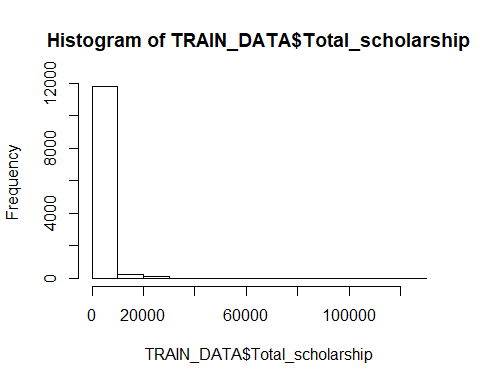 Histogram of TRAIN_DATA$Total_scholarship
Frequency
12000
8000
4000
0
0 20000 60000 100000
TRAIN_DATA$Total_scholarship